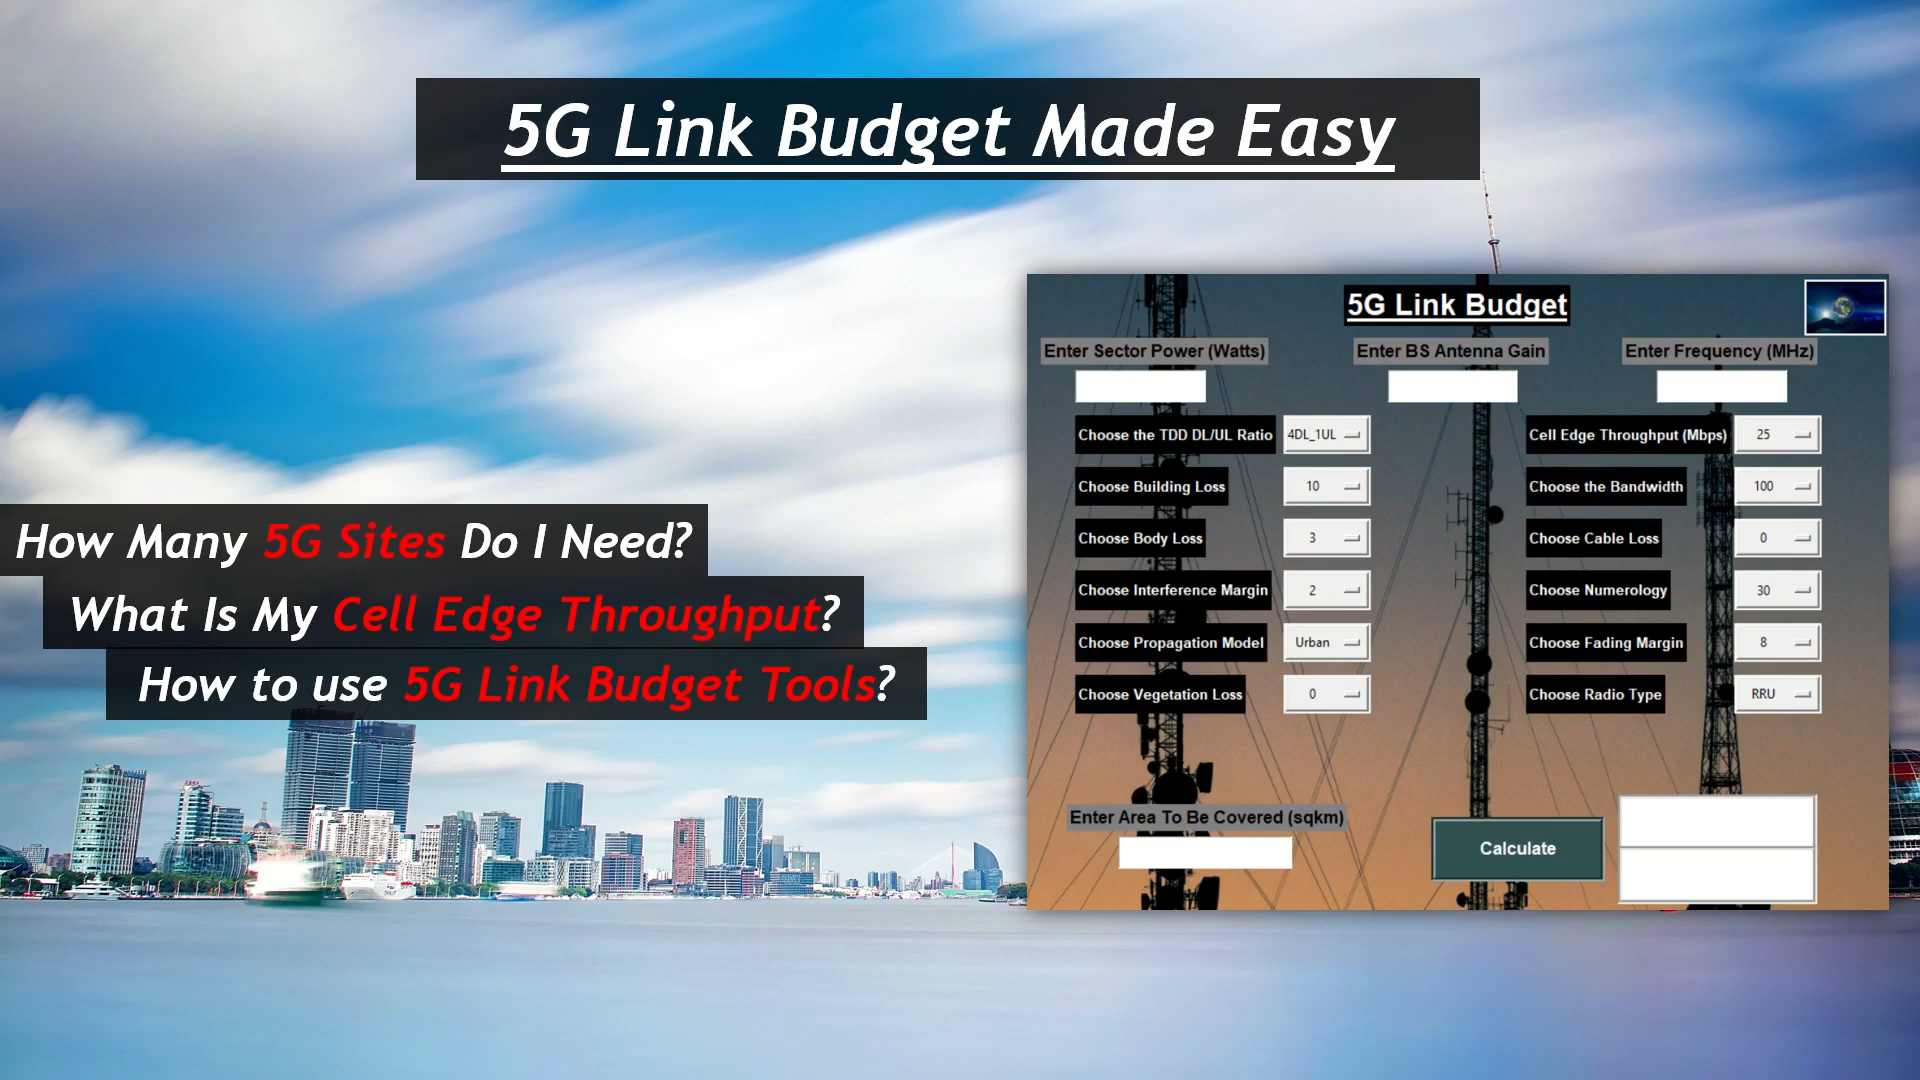 5G Link Budget Made Easy
How Many 5G Sites Do I Need?
What Is My Cell Edge Throughput?
How to use 5G Link Budget Tools?
5G Link Budget
Enter Sector Power (Watts)
Enter BS Antenna Gain
Enter Frequency (MHz)
Choose the TDD DL/UL Ratio 4DL_1UL
Cell Edge Throughput (Mbps) 25
Choose Building Loss 10
Choose the Bandwidth 100
Choose Body Loss 3
Choose Cable Loss 0
Choose Interference Margin 2
Choose Numerology 30
Choose Propagation Model Urban
Choose Fading Margin 8
Choose Vegetation Loss 0
Choose Radio Type RRU
Enter Area To Be Covered (sqkm)
Calculate